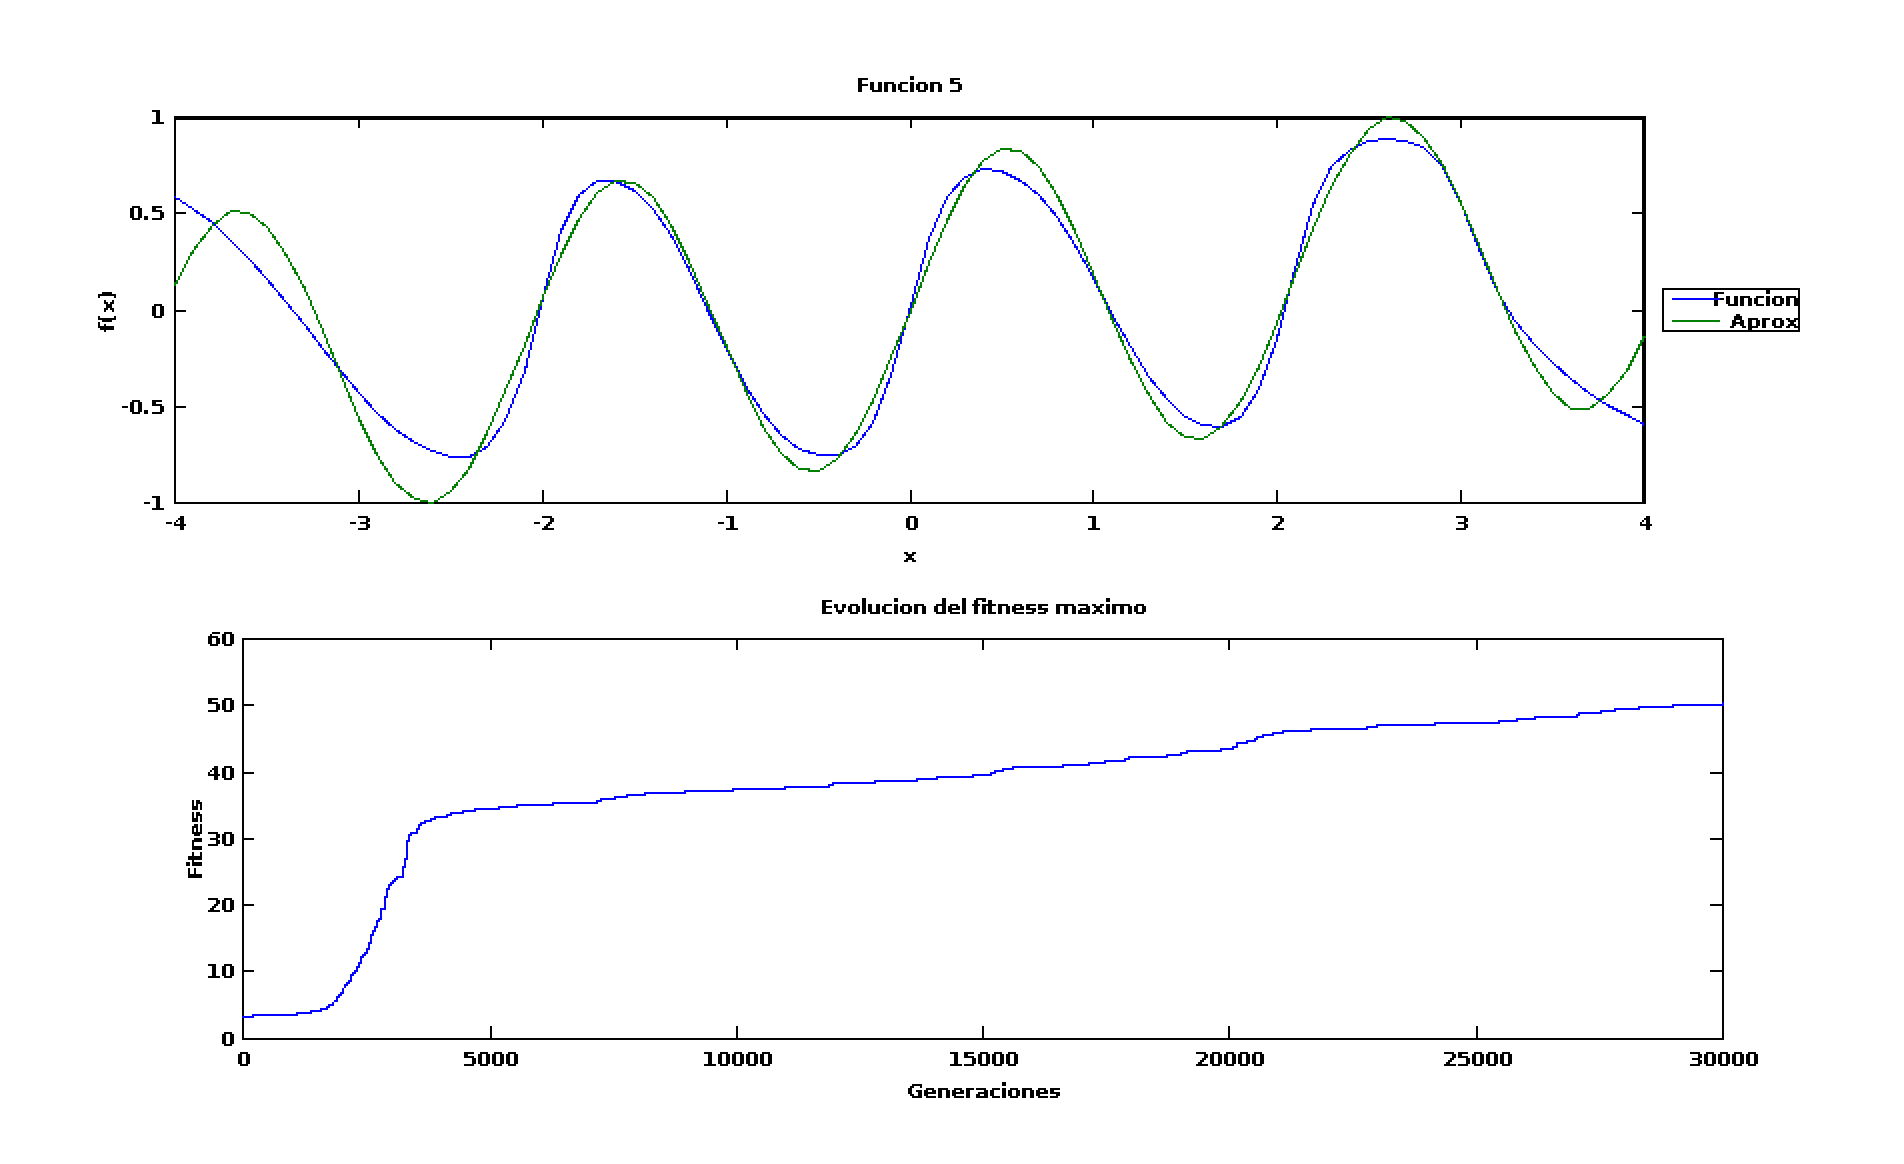 Funcion 5
1
0.5
0
-0.5
-1
f(x)
-4 -3 -2 -1 0 1 2 3 4
x
Funcion
Aprox
Evolucion del fitness maximo
60
50
40
30
20
10
0
Fitness
0 5000 10000 15000 20000 25000 30000
Generaciones